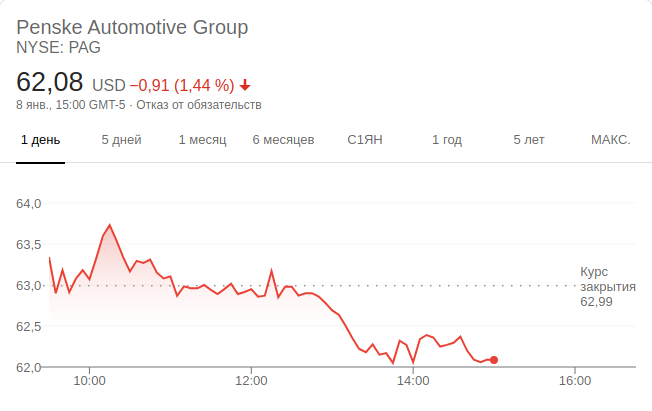 Penske Automotive Group
NYSE: PAG
62,08 USD −0,91 (1,44 %)
8 янв., 15:00 GMT-5 · Отказ от обязательств
1 день 5 дней 1 месяц 6 месяцев С1ЯН 1 год 5 лет МАКС.
64,0
63,5
Курс
63,0 закрытия
62,99
62,5
62,0
10:00 12:00 14:00 16:00